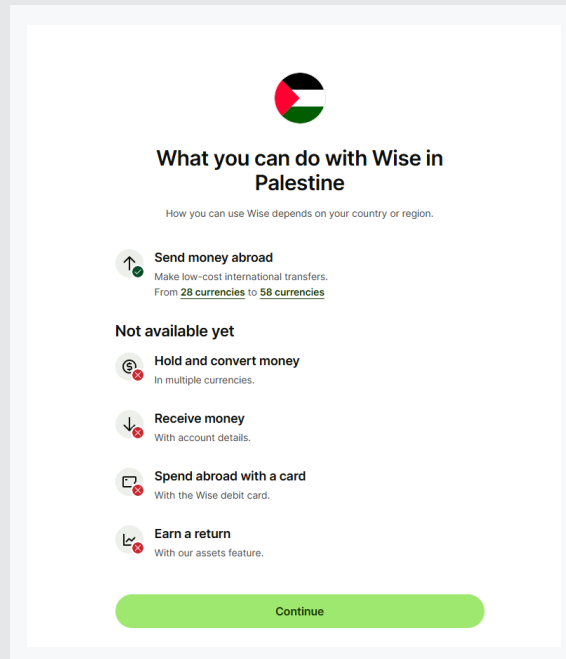 What you can do with Wise in
Palestine
How you can use Wise depends on your country or region.
Send money abroad
Make low-cost international transfers.
From 28 currencies to 58 currencies
Not available yet
Hold and convert money
In multiple currencies.
Receive money
With account details.
Spend abroad with a card
With the Wise debit card.
Earn a return
With our assets feature.
Continue